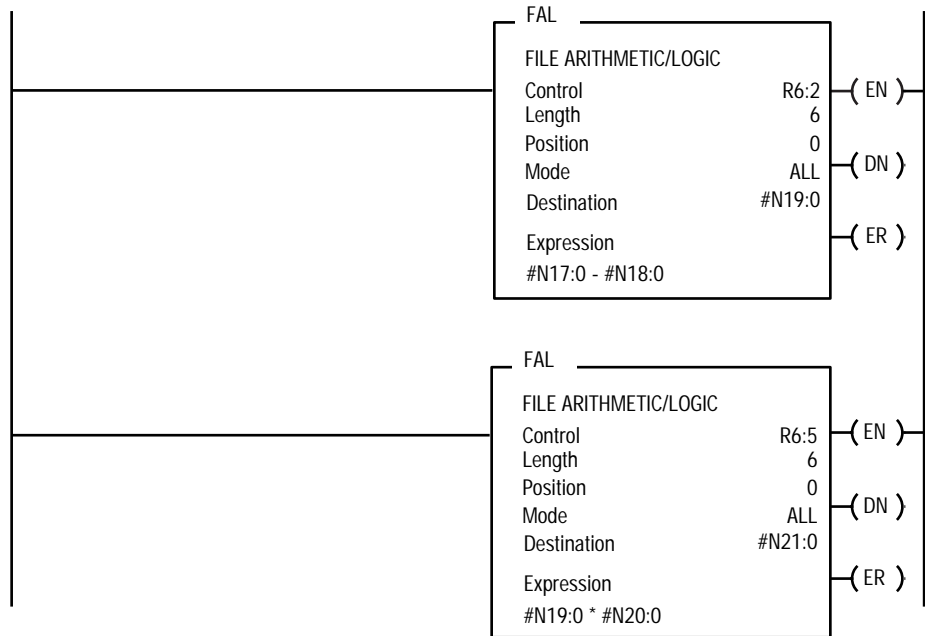 FAL
FILE ARITHMETIC/LOGIC
Control R6:2 ( EN )
Length 6
Position 0 ( DN )
Mode ALL
Destination #N19:0
Expression ( ER )
#N17:0 - #N18:0
FAL
FILE ARITHMETIC/LOGIC
Control R6:5 ( EN )
Length 6
Position 0
Mode ALL ( DN )
Destination #N21:0
Expression ( ER )
#N19:0 * #N20:0